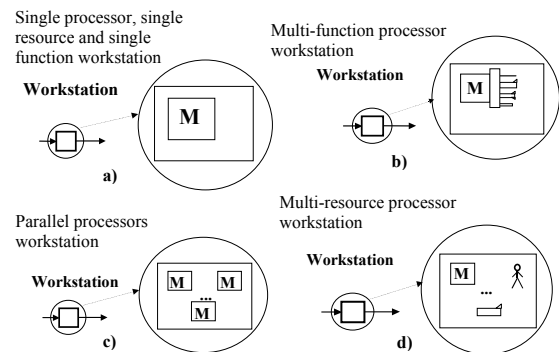 Single processor, single
resource and single
function workstation
Workstation
M
a)
Multi-function processor
workstation
Workstation
M
b)
Parallel processors
workstation
Workstation
M
M
...
M
c)
Multi-resource processor
workstation
Workstation
M
...
d)